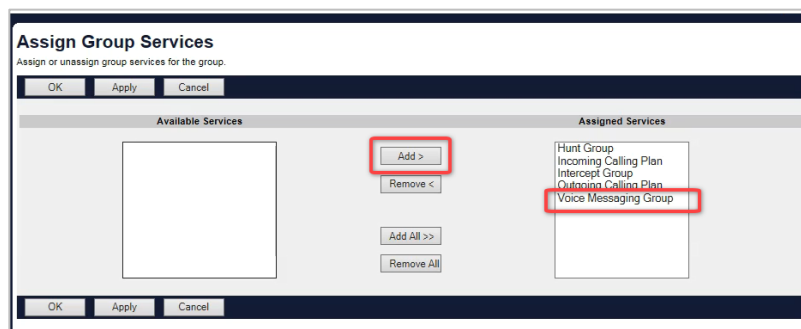 Assign Group Services
Assign or unassign group services for the group.
OK Apply Cancel
Available Services Assigned Services
Add >
Remove <
Add All >>
Remove All
Hunt Group
Incoming Calling Plan
Intercept Group
Outgoing Calling Plan
Voice Messaging Group
OK Apply Cancel